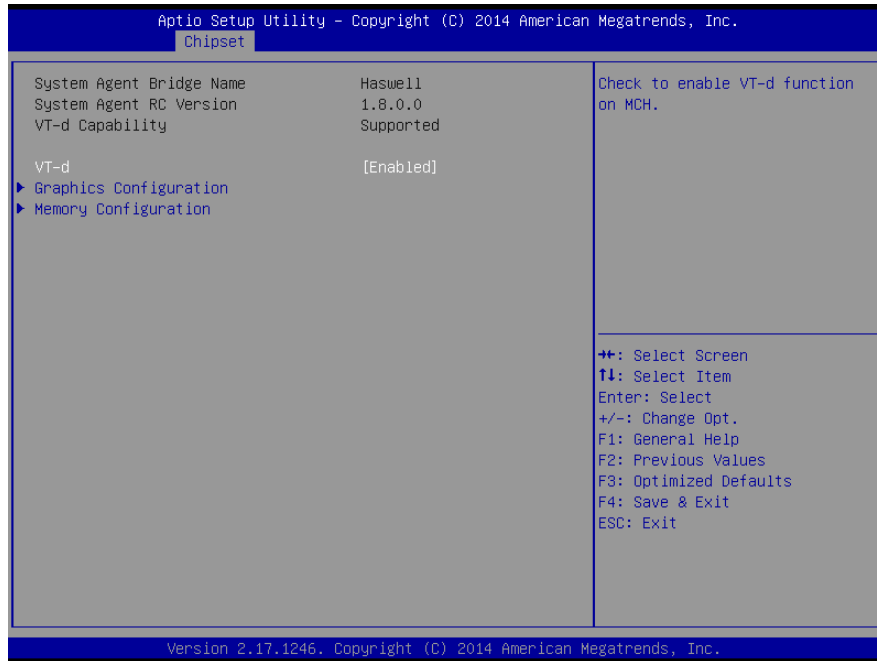 Aptio Setup Utility – Copyright (C) 2014 American Megatrends, Inc.
Chipset
System Agent Bridge Name Haswell
System Agent RC Version 1.8.0.0
VT-d Capability Supported
VT-d [Enabled]
▶ Graphics Configuration
▶ Memory Configuration
Check to enable VT-d function
on MCH.
→←: Select Screen
↑↓: Select Item
Enter: Select
+/-: Change Opt.
F1: General Help
F2: Previous Values
F3: Optimized Defaults
F4: Save & Exit
ESC: Exit
Version 2.17.1246. Copyright (C) 2014 American Megatrends, Inc.